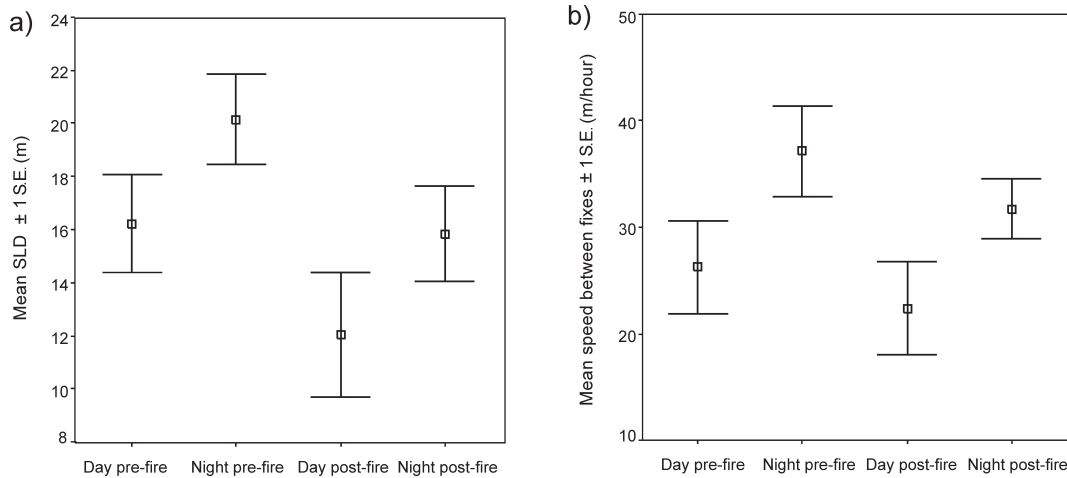 a)
Mean SLD ± 1 S.E. (m)
24
22
20
18
16
14
12
10
8
Day pre-fire Night pre-fire Day post-fire Night post-fire
b)
Mean speed between fixes ± 1 S.E. (m/hour)
50
40
30
20
10
Day pre-fire Night pre-fire Day post-fire Night post-fire